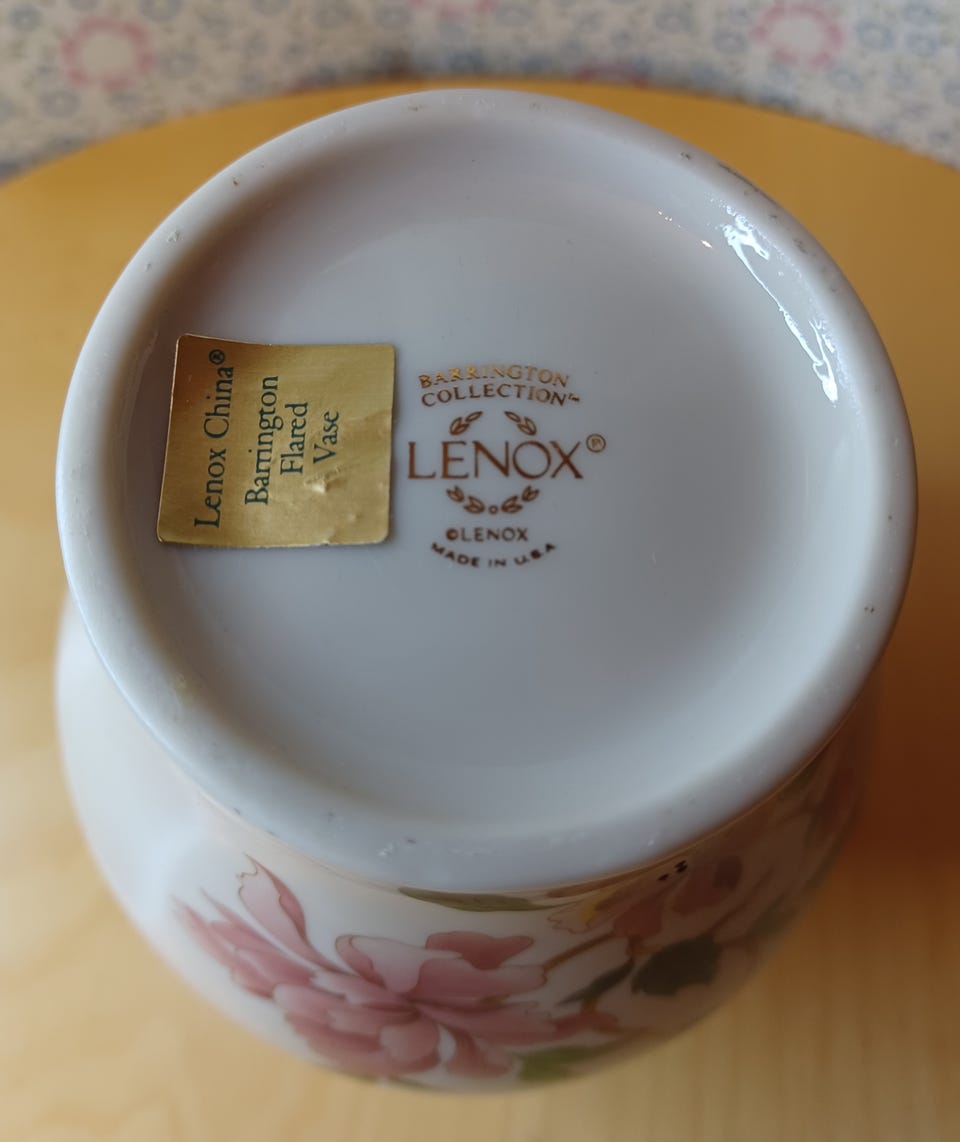 Lenox China®
Barrington
Flared
Vase
BARRINGTON
COLLECTION™
LENOX®
©LENOX
MADE IN U.S.A